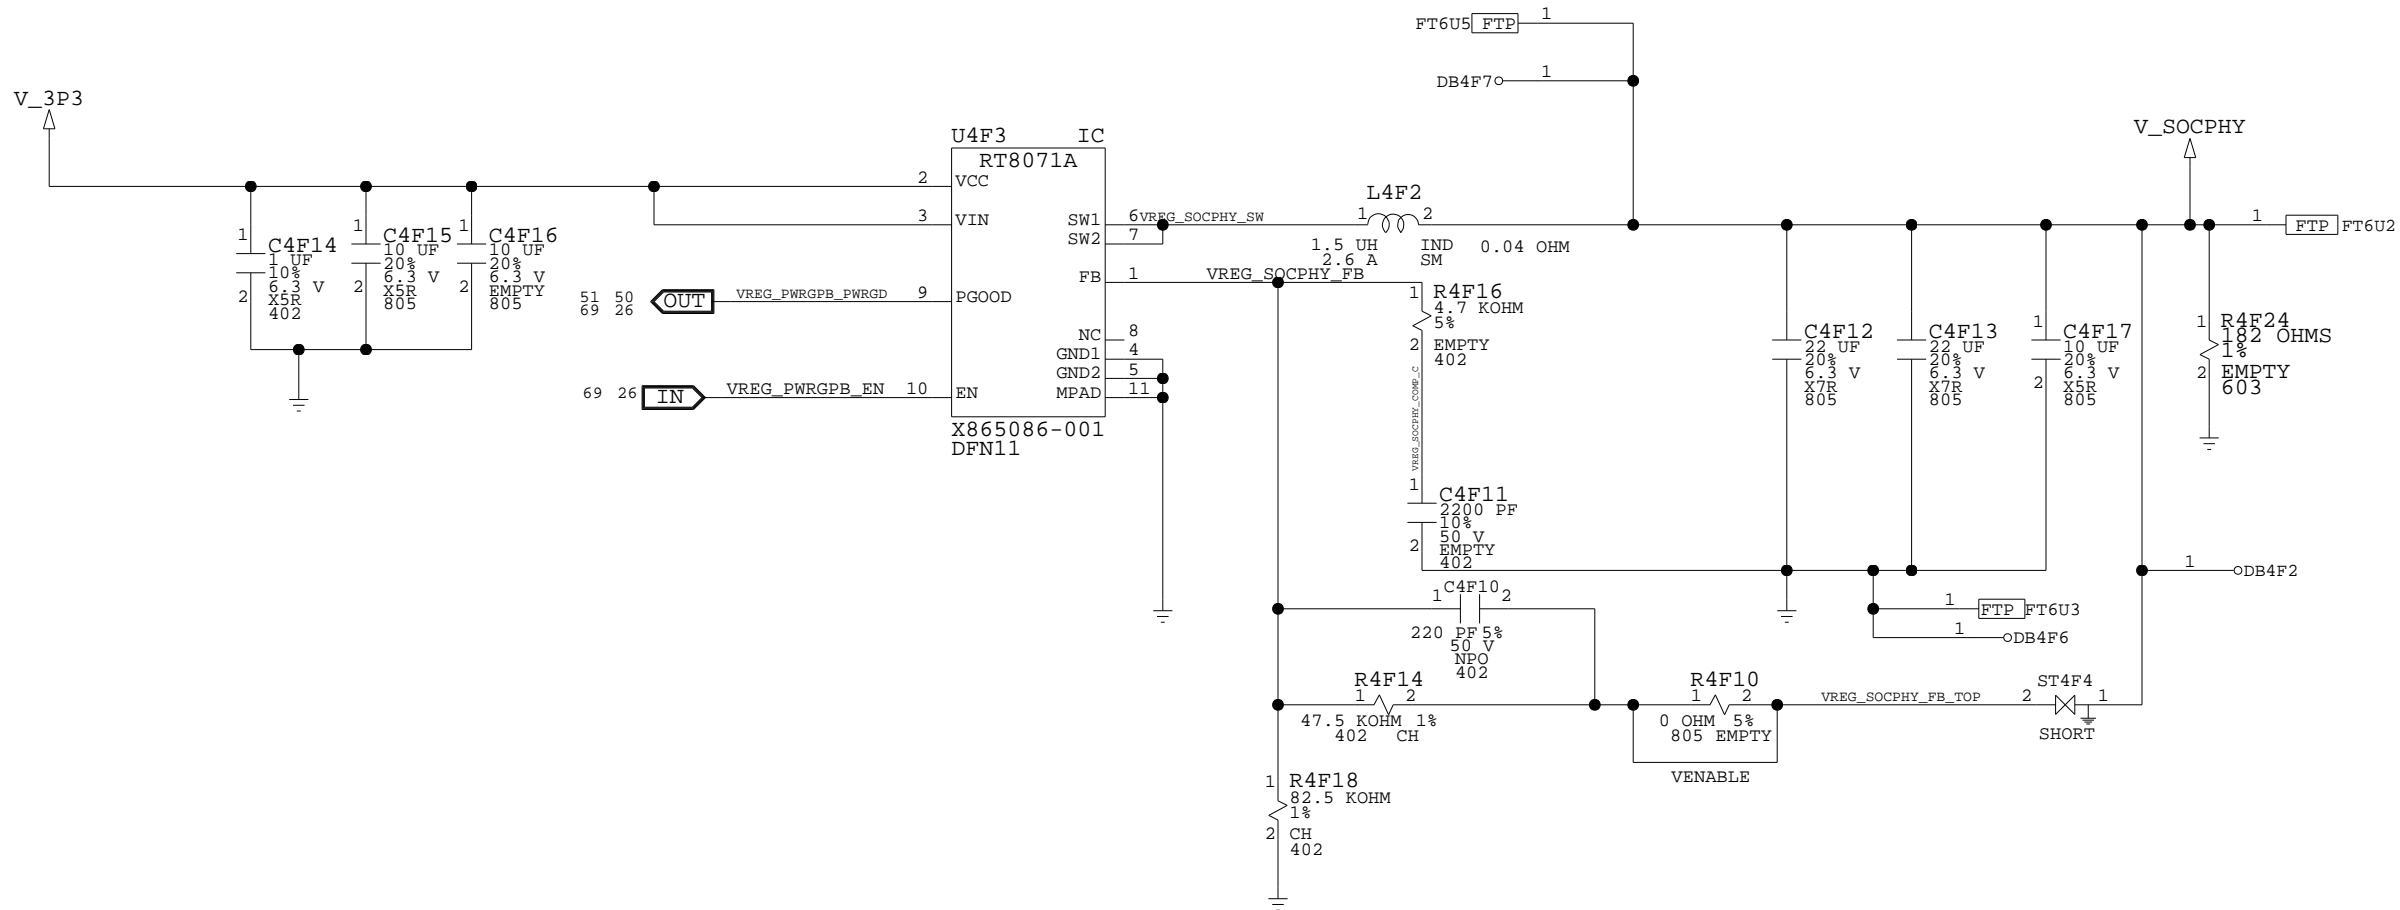 FT6U5 FTP 1
DB4F7 1
V_3P3
V_SOCPHY
U4F3 IC
RT8071A
2 VCC
3 VIN
SW1 6 VREG_SOCPHY_SW
SW2 7
FB 1 VREG_SOCPHY_FB
51 50
69 26
OUT VREG_PWRGPB_PWRGD 9 PGOOD
NC 8
GND1 4
GND2 5
MPAD 11
69 26 IN VREG_PWRGPB_EN 10 EN
X865086-001
DFN11
1
C4F14
1 UF
10%
6.3 V
2
X5R
402
1
C4F15
10 UF
20%
6.3 V
2
X5R
805
1
C4F16
10 UF
20%
6.3 V
2
EMPTY
805
L4F2
1 2
1.5 UH IND 0.04 OHM
2.6 A SM
1 FTP FT6U2
1
R4F16
4.7 KOHM
5%
2
EMPTY
402
VREG_SOCPHY_COMP_C
1
C4F11
2200 PF
10%
50 V
2
EMPTY
402
C4F12
22 UF
20%
6.3 V
X7R
805
C4F13
22 UF
20%
6.3 V
X7R
805
1
C4F17
10 UF
20%
6.3 V
2
X5R
805
1
R4F24
182 OHMS
1%
2
EMPTY
603
1 DB4F2
C4F10
1 2
220 PF 5%
50 V
NPO
402
1 FTP FT6U3
1 DB4F6
R4F14
1 2
47.5 KOHM 1%
402 CH
R4F10
1 2
0 OHM 5%
805 EMPTY
VENABLE
VREG_SOCPHY_FB_TOP
ST4F4
2 1
SHORT
1
R4F18
82.5 KOHM
1%
2
CH
402